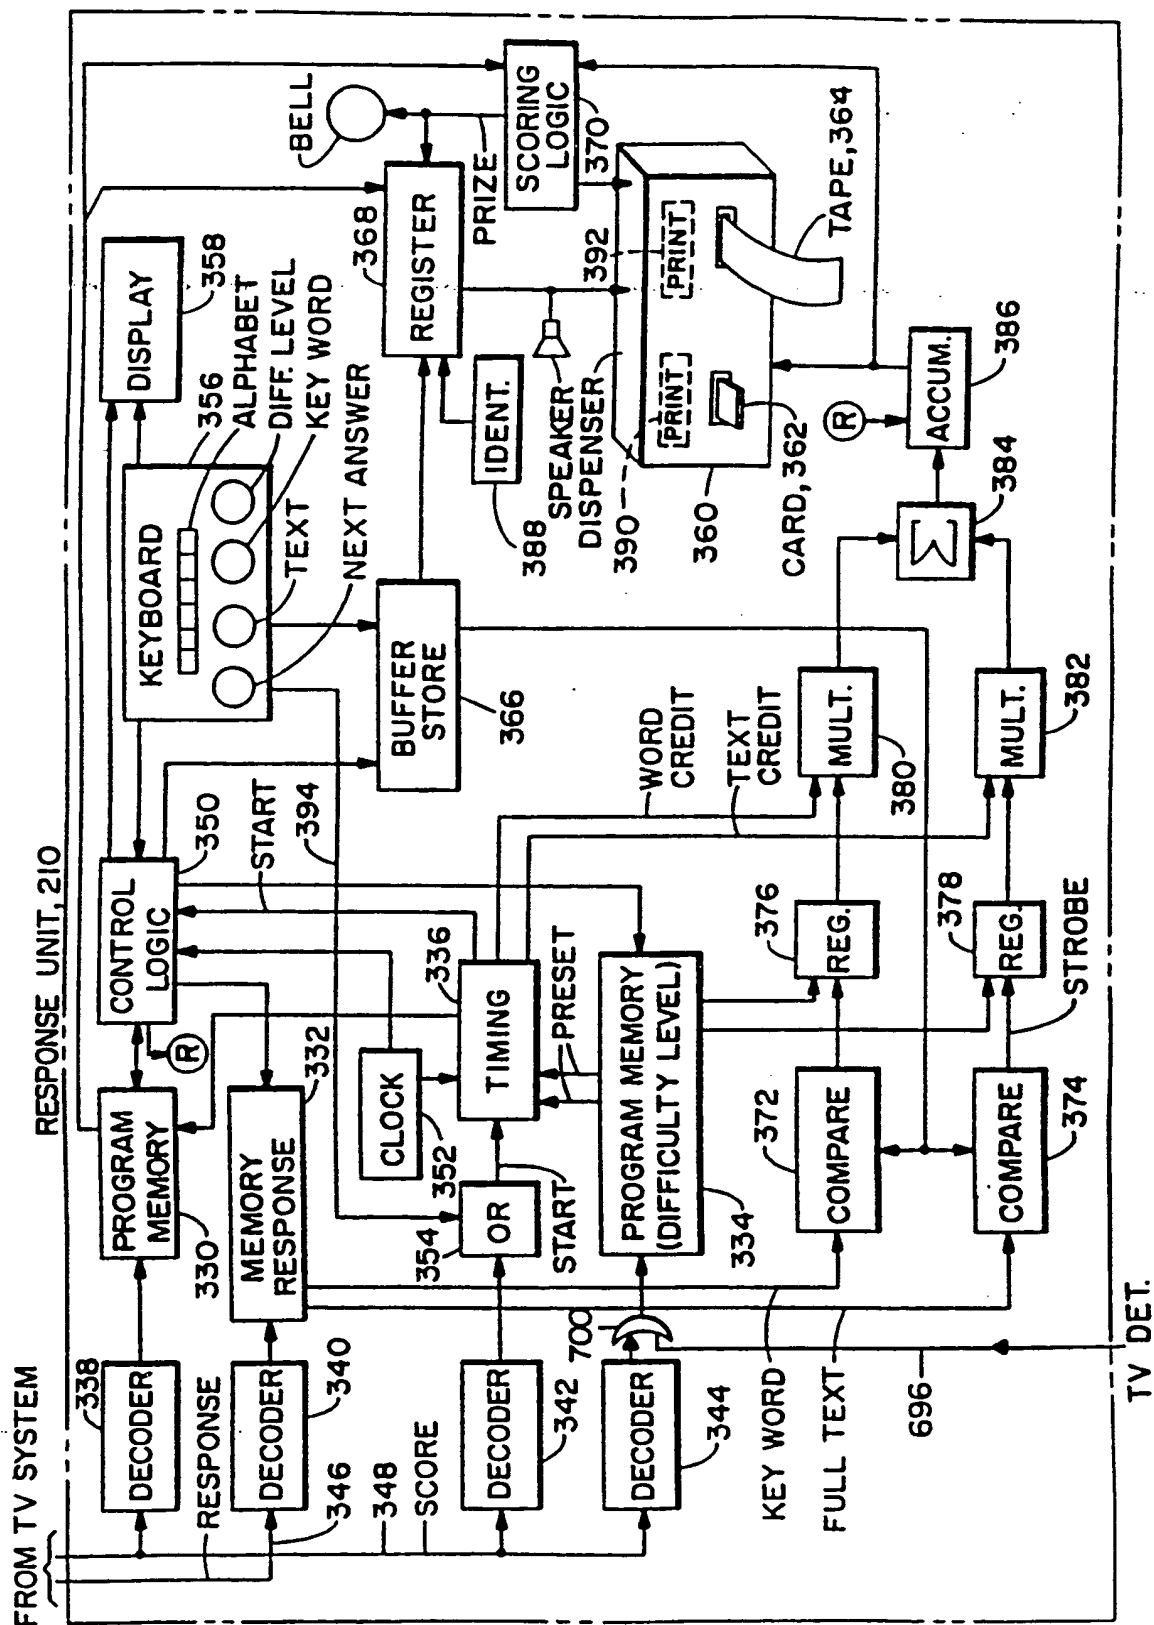 RESPONSE UNIT, 210
FROM TV SYSTEM
RESPONSE
346
348
SCORE
338
DECODER
DECODER
340
DECODER
342
DECODER
344
700
PROGRAM
MEMORY
330
MEMORY
RESPONSE
332
R
CONTROL
LOGIC
350
START
394
CLOCK
352
354
OR
START
TIMING
336
PRESET
PROGRAM MEMORY
(DIFFICULTY LEVEL)
334
KEY WORD
FULL TEXT
696
TV DET.
KEYBOARD
356
ALPHABET
DIFF. LEVEL
KEY WORD
TEXT
NEXT ANSWER
DISPLAY
358
BUFFER
STORE
366
WORD
CREDIT
TEXT
CREDIT
372
COMPARE
COMPARE
374
376
REG.
378
REG.
STROBE
MULT.
380
MULT.
382
Σ
384
R
ACCUM.
386
BELL
368
REGISTER
PRIZE
SCORING
LOGIC
370
IDENT.
388
SPEAKER
DISPENSER
390
392
PRINT
PRINT
360
CARD, 362
TAPE, 364